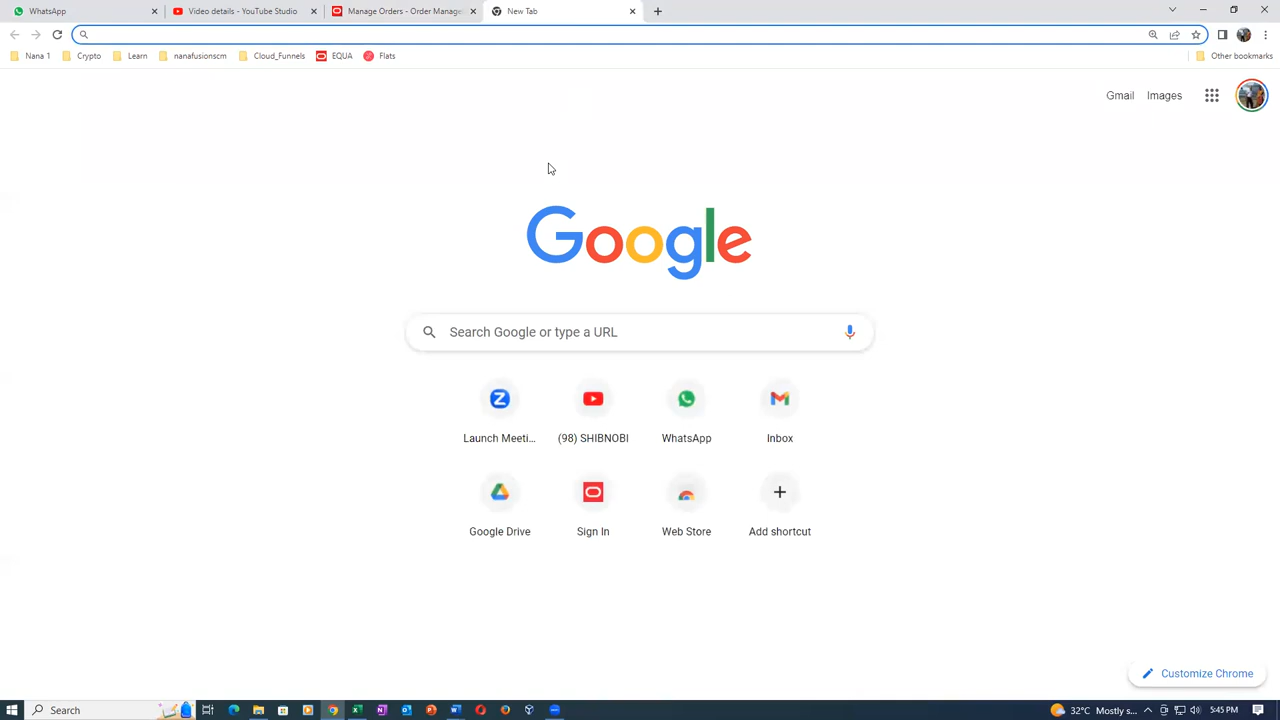 WhatsApp
Video details - YouTube Studio
Manage Orders - Order Manage
New Tab
Nana 1
Crypto
Learn
nanafusionscm
Cloud_Funnels
EQUA
Flats
Other bookmarks
Gmail
Images
Google
Search Google or type a URL
Launch Meeti...
(98) SHIBNOBI
WhatsApp
Inbox
Google Drive
Sign In
Web Store
Add shortcut
Customize Chrome
Search
32°C Mostly s...
5:45 PM